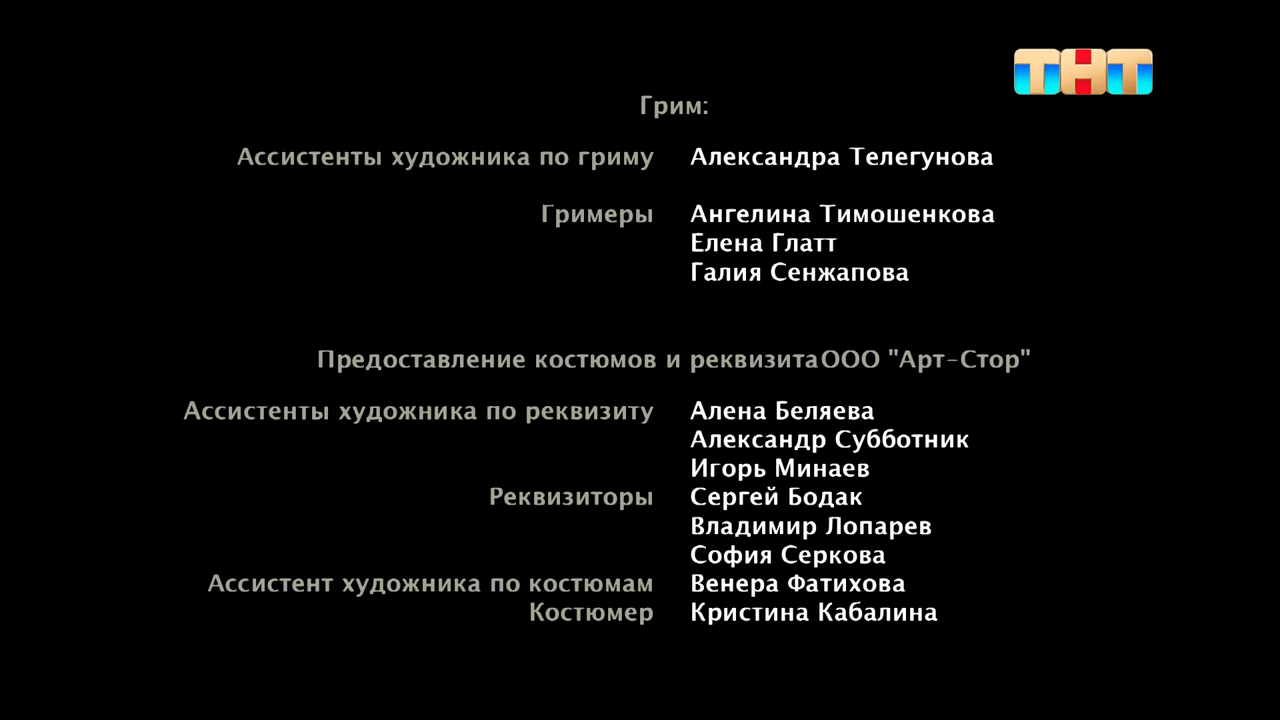 ТНТ
Грим:
Ассистенты художника по гриму Александра Телегунова
Гримеры Ангелина Тимошенкова
Елена Глатт
Галия Сенжапова
Предоставление костюмов и реквизитаООО "Арт-Стор"
Ассистенты художника по реквизиту Алена Беляева
Александр Субботник
Игорь Минаев
Реквизиторы Сергей Бодак
Владимир Лопарев
София Серкова
Ассистент художника по костюмам Венера Фатихова
Костюмер Кристина Кабалина